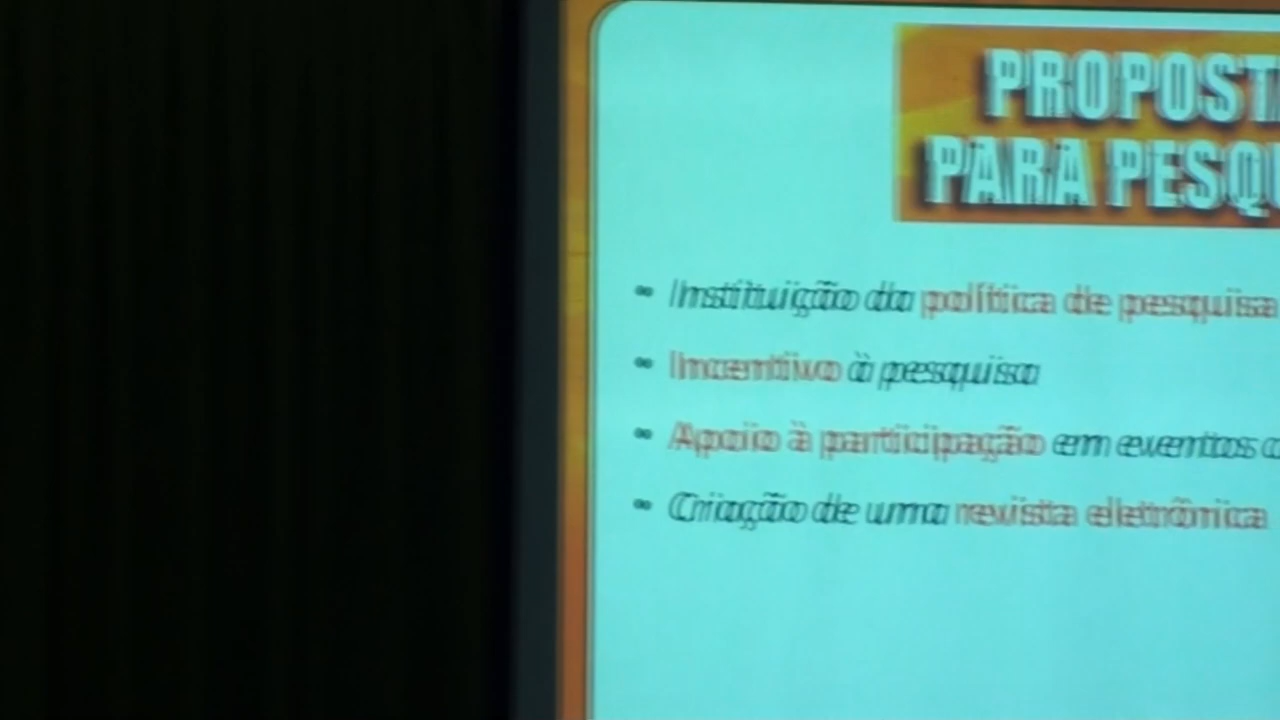 PROPOST
PARA PESQU
• Instituição da política de pesquisa
• Incentivo à pesquisa
• Apoio à participação em eventos
• Criação de uma revista eletrônica